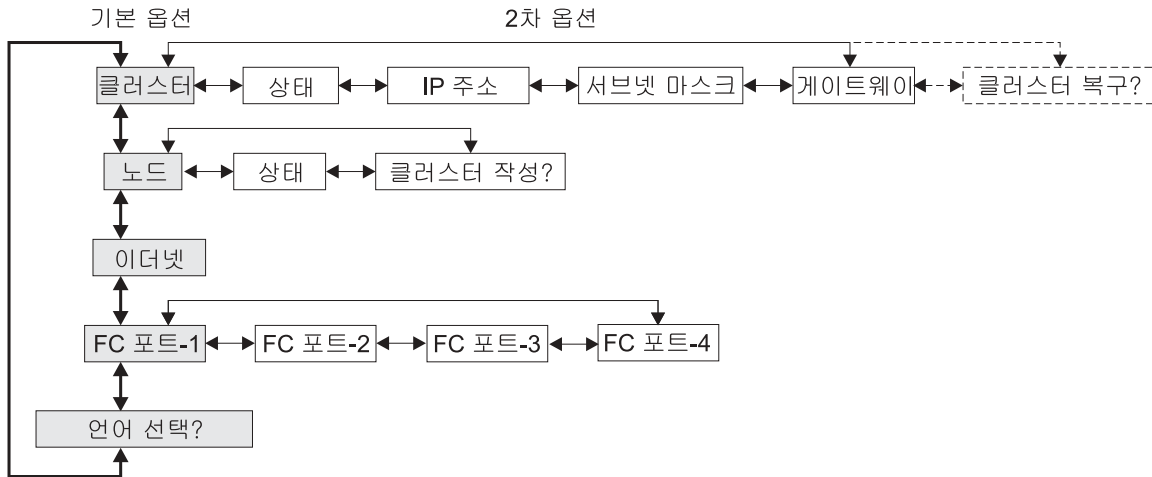 기본 옵션
2차 옵션
클러스터
상태
IP 주소
서브넷 마스크
게이트웨이
클러스터 복구?
노드
상태
클러스터 작성?
이더넷
FC 포트-1
FC 포트-2
FC 포트-3
FC 포트-4
언어 선택?